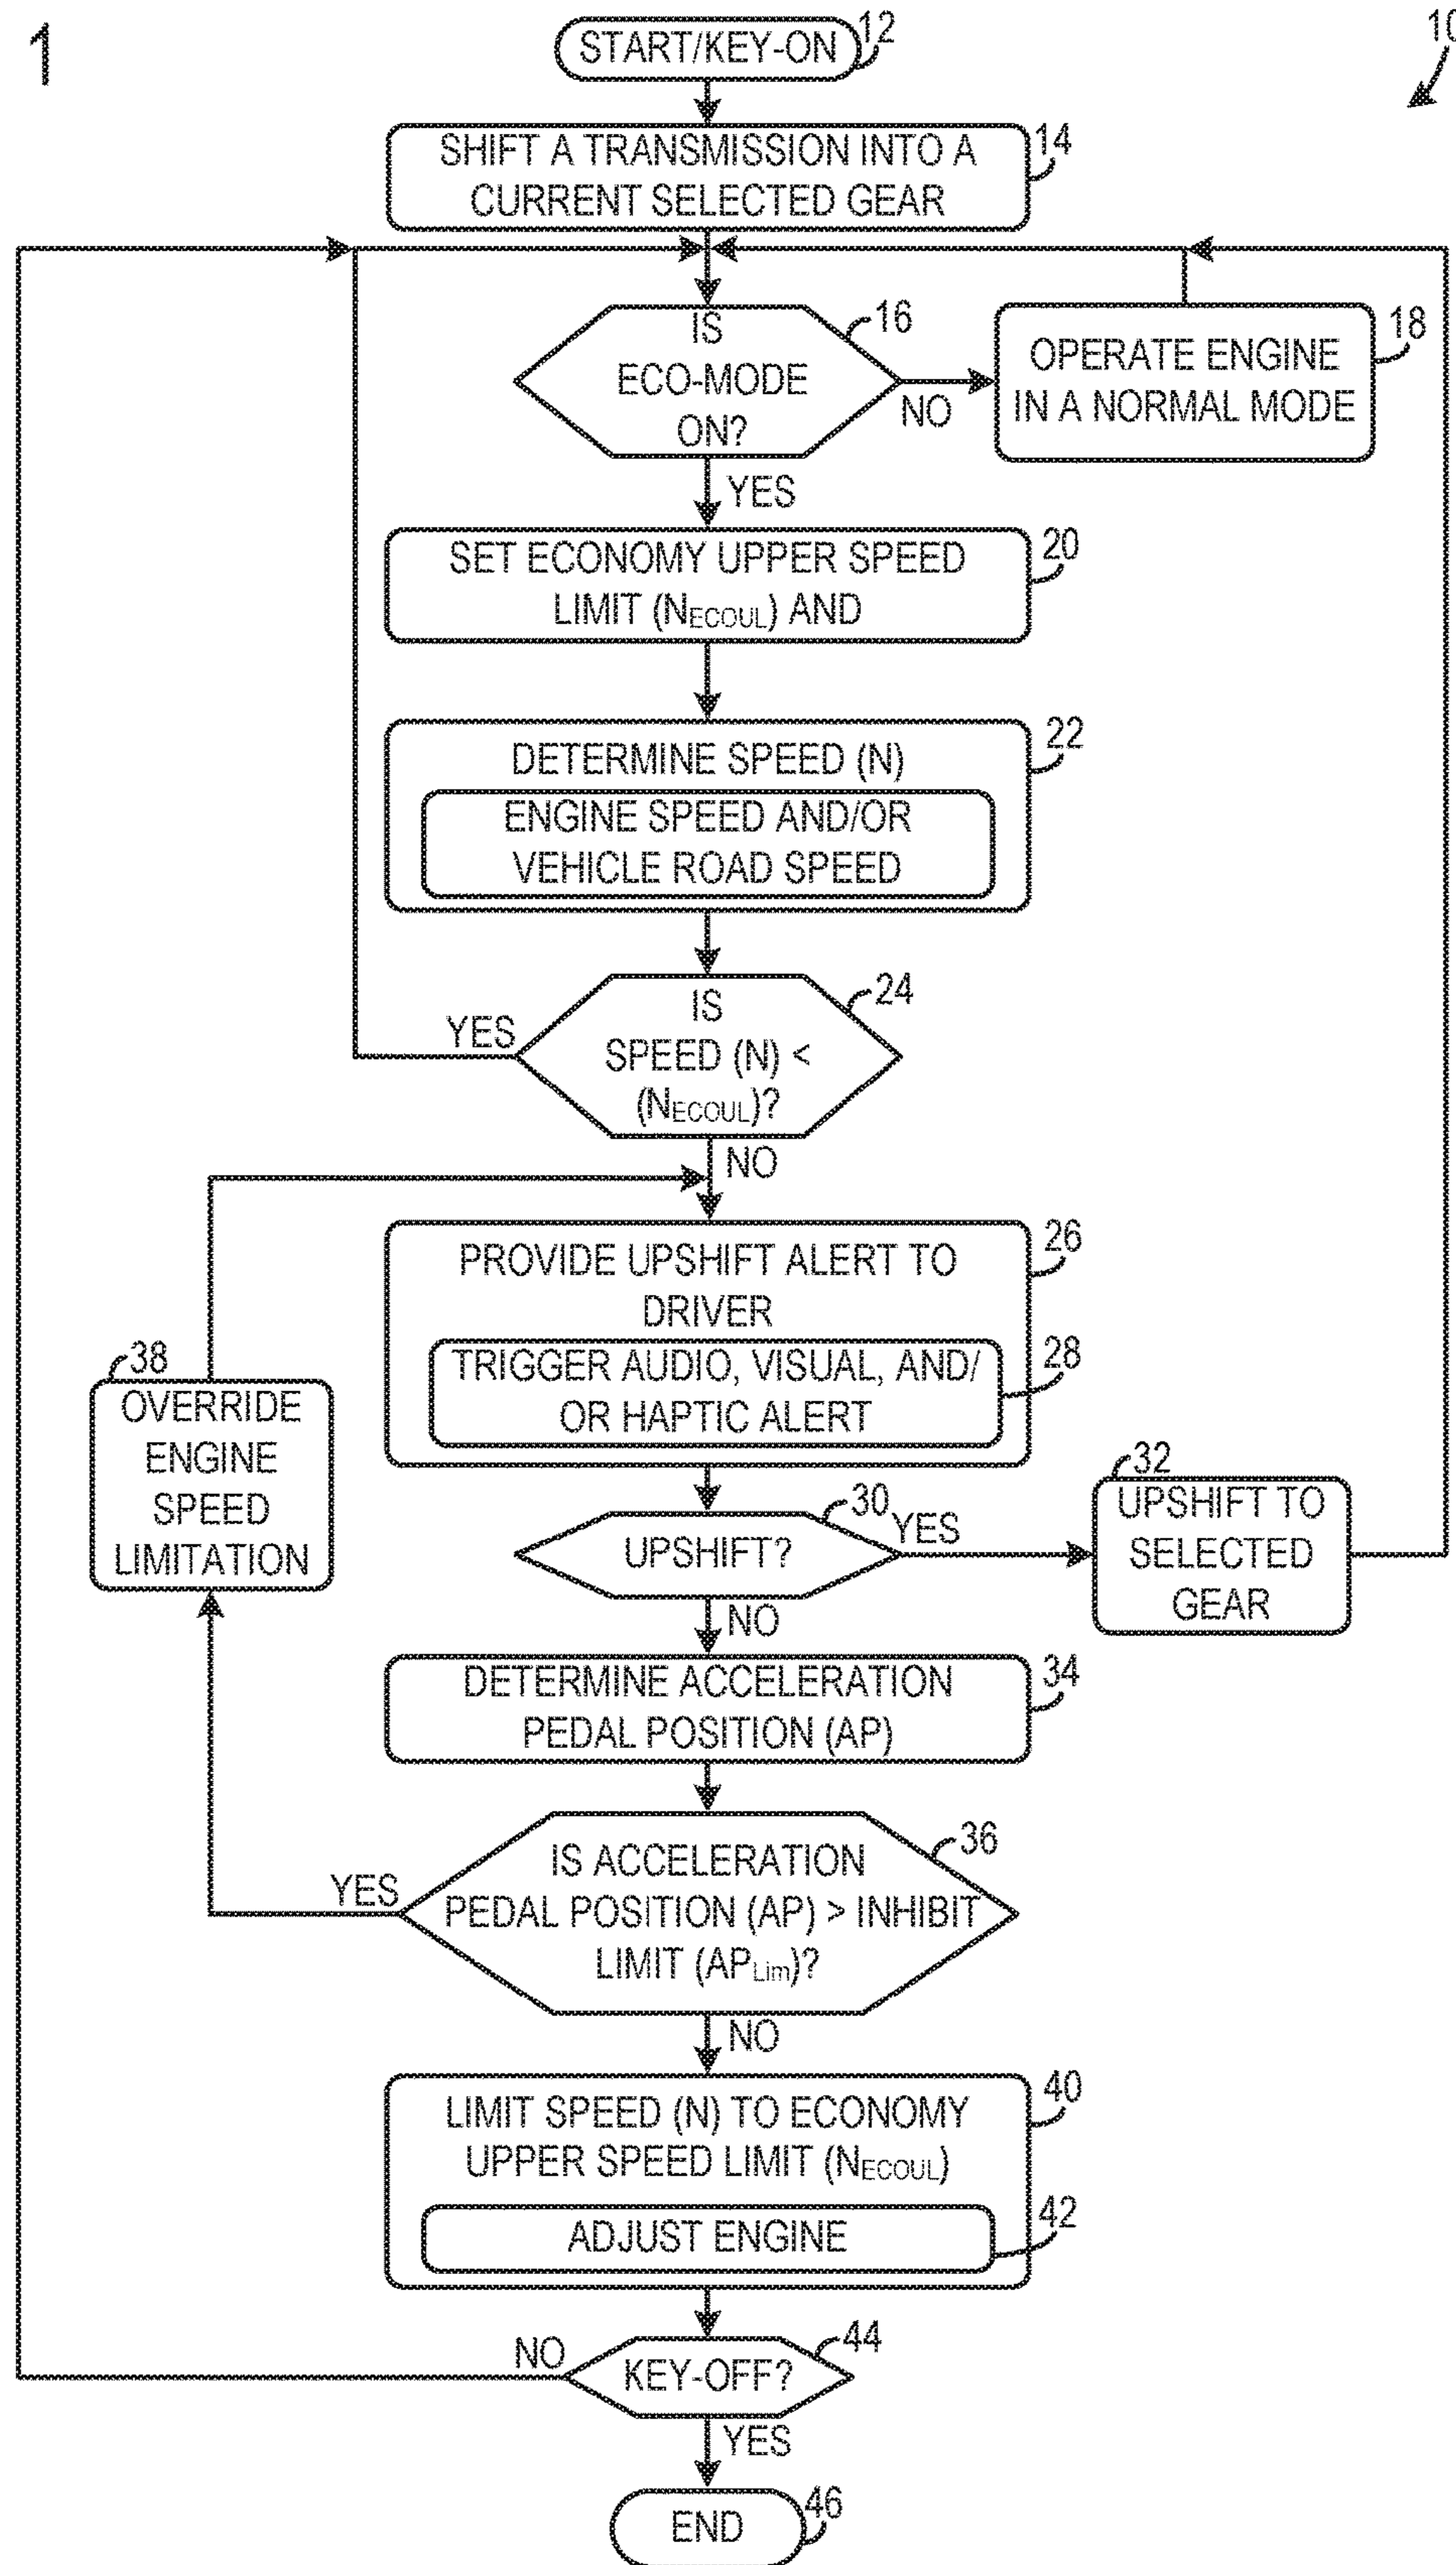 1
10
START/KEY-ON
12
SHIFT A TRANSMISSION INTO A
CURRENT SELECTED GEAR
14
IS
ECO-MODE
ON?
16
NO
OPERATE ENGINE
IN A NORMAL MODE
18
YES
SET ECONOMY UPPER SPEED
LIMIT (NECOUL) AND
20
DETERMINE SPEED (N)
22
ENGINE SPEED AND/OR
VEHICLE ROAD SPEED
IS
SPEED (N) <
(NECOUL)?
24
YES
NO
PROVIDE UPSHIFT ALERT TO
DRIVER
26
TRIGGER AUDIO, VISUAL, AND/
OR HAPTIC ALERT
28
38
OVERRIDE
ENGINE
SPEED
LIMITATION
UPSHIFT?
30
YES
32
UPSHIFT TO
SELECTED
GEAR
NO
DETERMINE ACCELERATION
PEDAL POSITION (AP)
34
IS ACCELERATION
PEDAL POSITION (AP) > INHIBIT
LIMIT (APLim)?
36
YES
NO
LIMIT SPEED (N) TO ECONOMY
UPPER SPEED LIMIT (NECOUL)
40
ADJUST ENGINE
42
KEY-OFF?
44
NO
YES
END
46